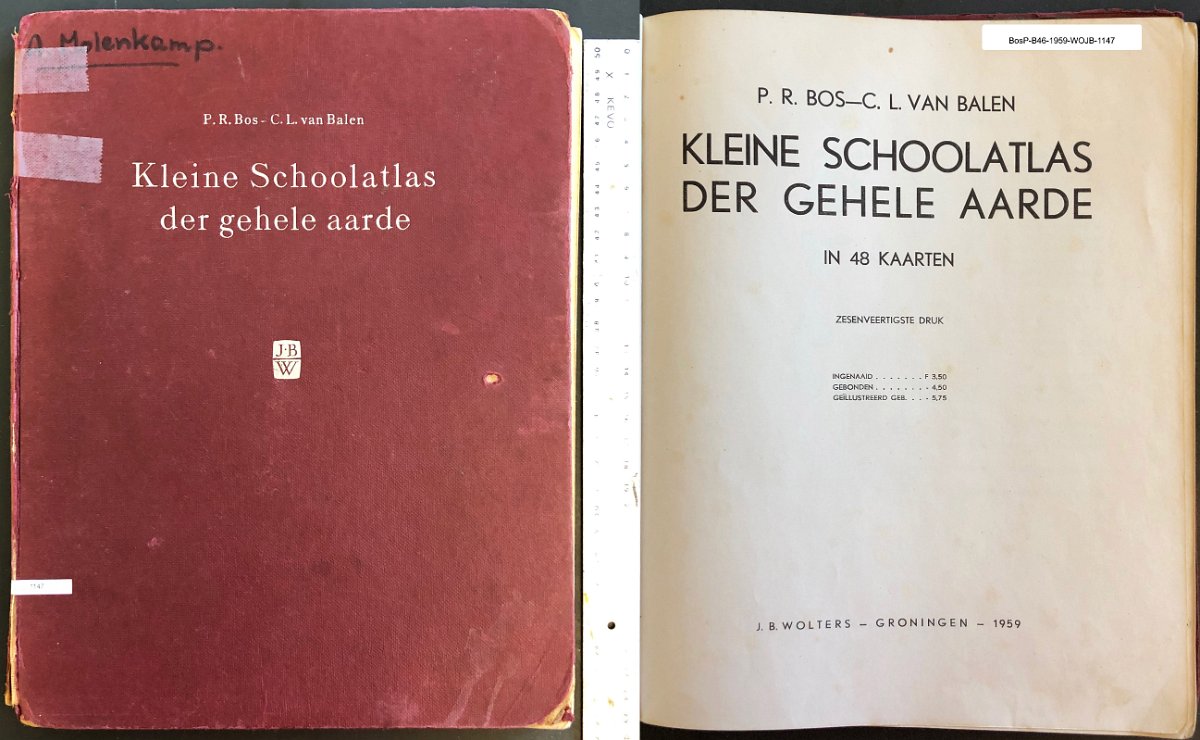 Molenkamp.
P. R. Bos - C. L. van Balen
Kleine Schoolatlas
der gehele aarde
J·B
W
1147
KEVO
BosP-B46-1959-WOJB-1147
P. R. BOS—C. L. VAN BALEN
KLEINE SCHOOLATLAS
DER GEHELE AARDE
IN 48 KAARTEN
ZESENVEERTIGSTE DRUK
INGENAAID . . . . . . . F 3,50
GEBONDEN . . . . . . . . - 4,50
GEÏLLUSTREERD GEB. . . . - 5,75
J. B. WOLTERS — GRONINGEN — 1959